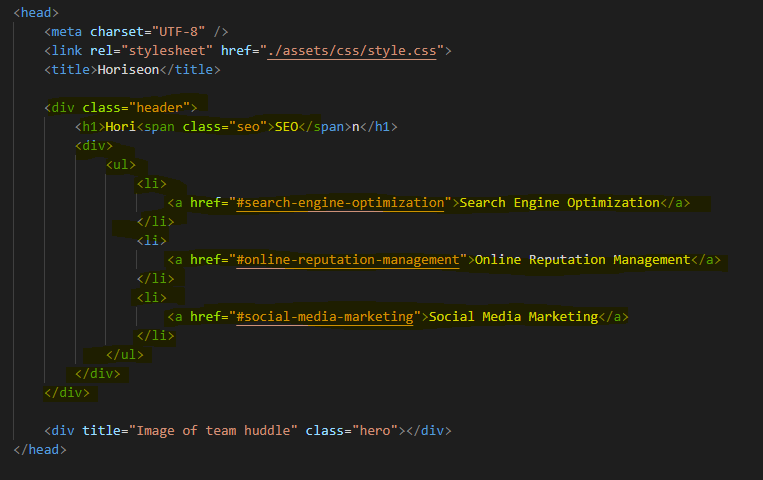 <head>
    <meta charset="UTF-8" />
    <link rel="stylesheet" href="./assets/css/style.css">
    <title>Horiseon</title>

    <div class="header">
        <h1>Hori<span class="seo">SEO</span>n</h1>
        <div>
            <ul>
                <li>
                    <a href="#search-engine-optimization">Search Engine Optimization</a>
                </li>
                <li>
                    <a href="#online-reputation-management">Online Reputation Management</a>
                </li>
                <li>
                    <a href="#social-media-marketing">Social Media Marketing</a>
                </li>
            </ul>
        </div>
    </div>

    <div title="Image of team huddle" class="hero"></div>
</head>